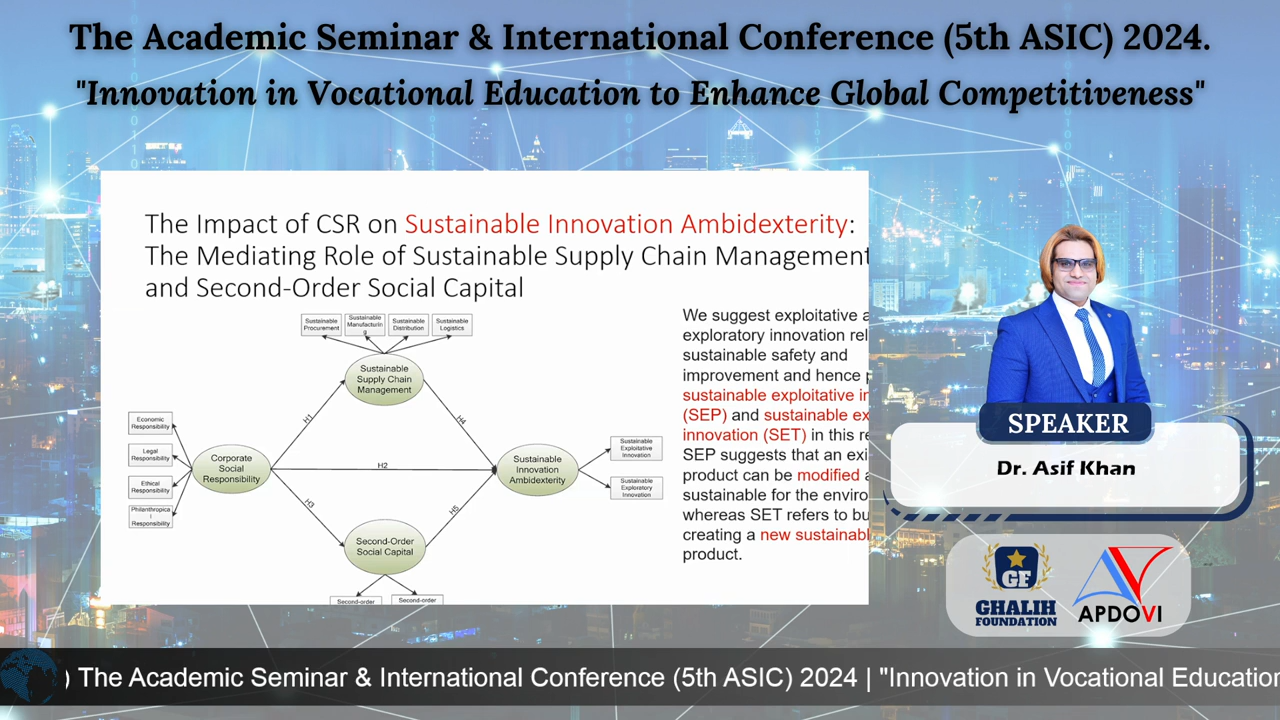 The Academic Seminar & International Conference (5th ASIC) 2024.
"Innovation in Vocational Education to Enhance Global Competitiveness"
The Impact of CSR on Sustainable Innovation Ambidexterity:
The Mediating Role of Sustainable Supply Chain Management
and Second-Order Social Capital
Sustainable
Procurement
Sustainable
Manufacturin
g
Sustainable
Distribution
Sustainable
Logistics
Sustainable
Supply Chain
Management
Economic
Responsibility
Legal
Responsibility
Ethical
Responsibility
Philanthropica
l
Responsibility
Corporate
Social
Responsibility
H1
H2
H3
H4
H5
Sustainable
Innovation
Ambidexterity
Sustainable
Exploitative
Innovation
Sustainable
Exploratory
Innovation
Second-Order
Social Capital
Second-order
Second-order
We suggest exploitative a
exploratory innovation rel
sustainable safety and
improvement and hence
sustainable exploitative in
(SEP) and sustainable ex
innovation (SET) in this re
SEP suggests that an exi
product can be modified a
sustainable for the enviro
whereas SET refers to bu
creating a new sustainabl
product.
SPEAKER
Dr. Asif Khan
GF
GHALIH
FOUNDATION
APDOVI
) The Academic Seminar & International Conference (5th ASIC) 2024 | "Innovation in Vocational Education